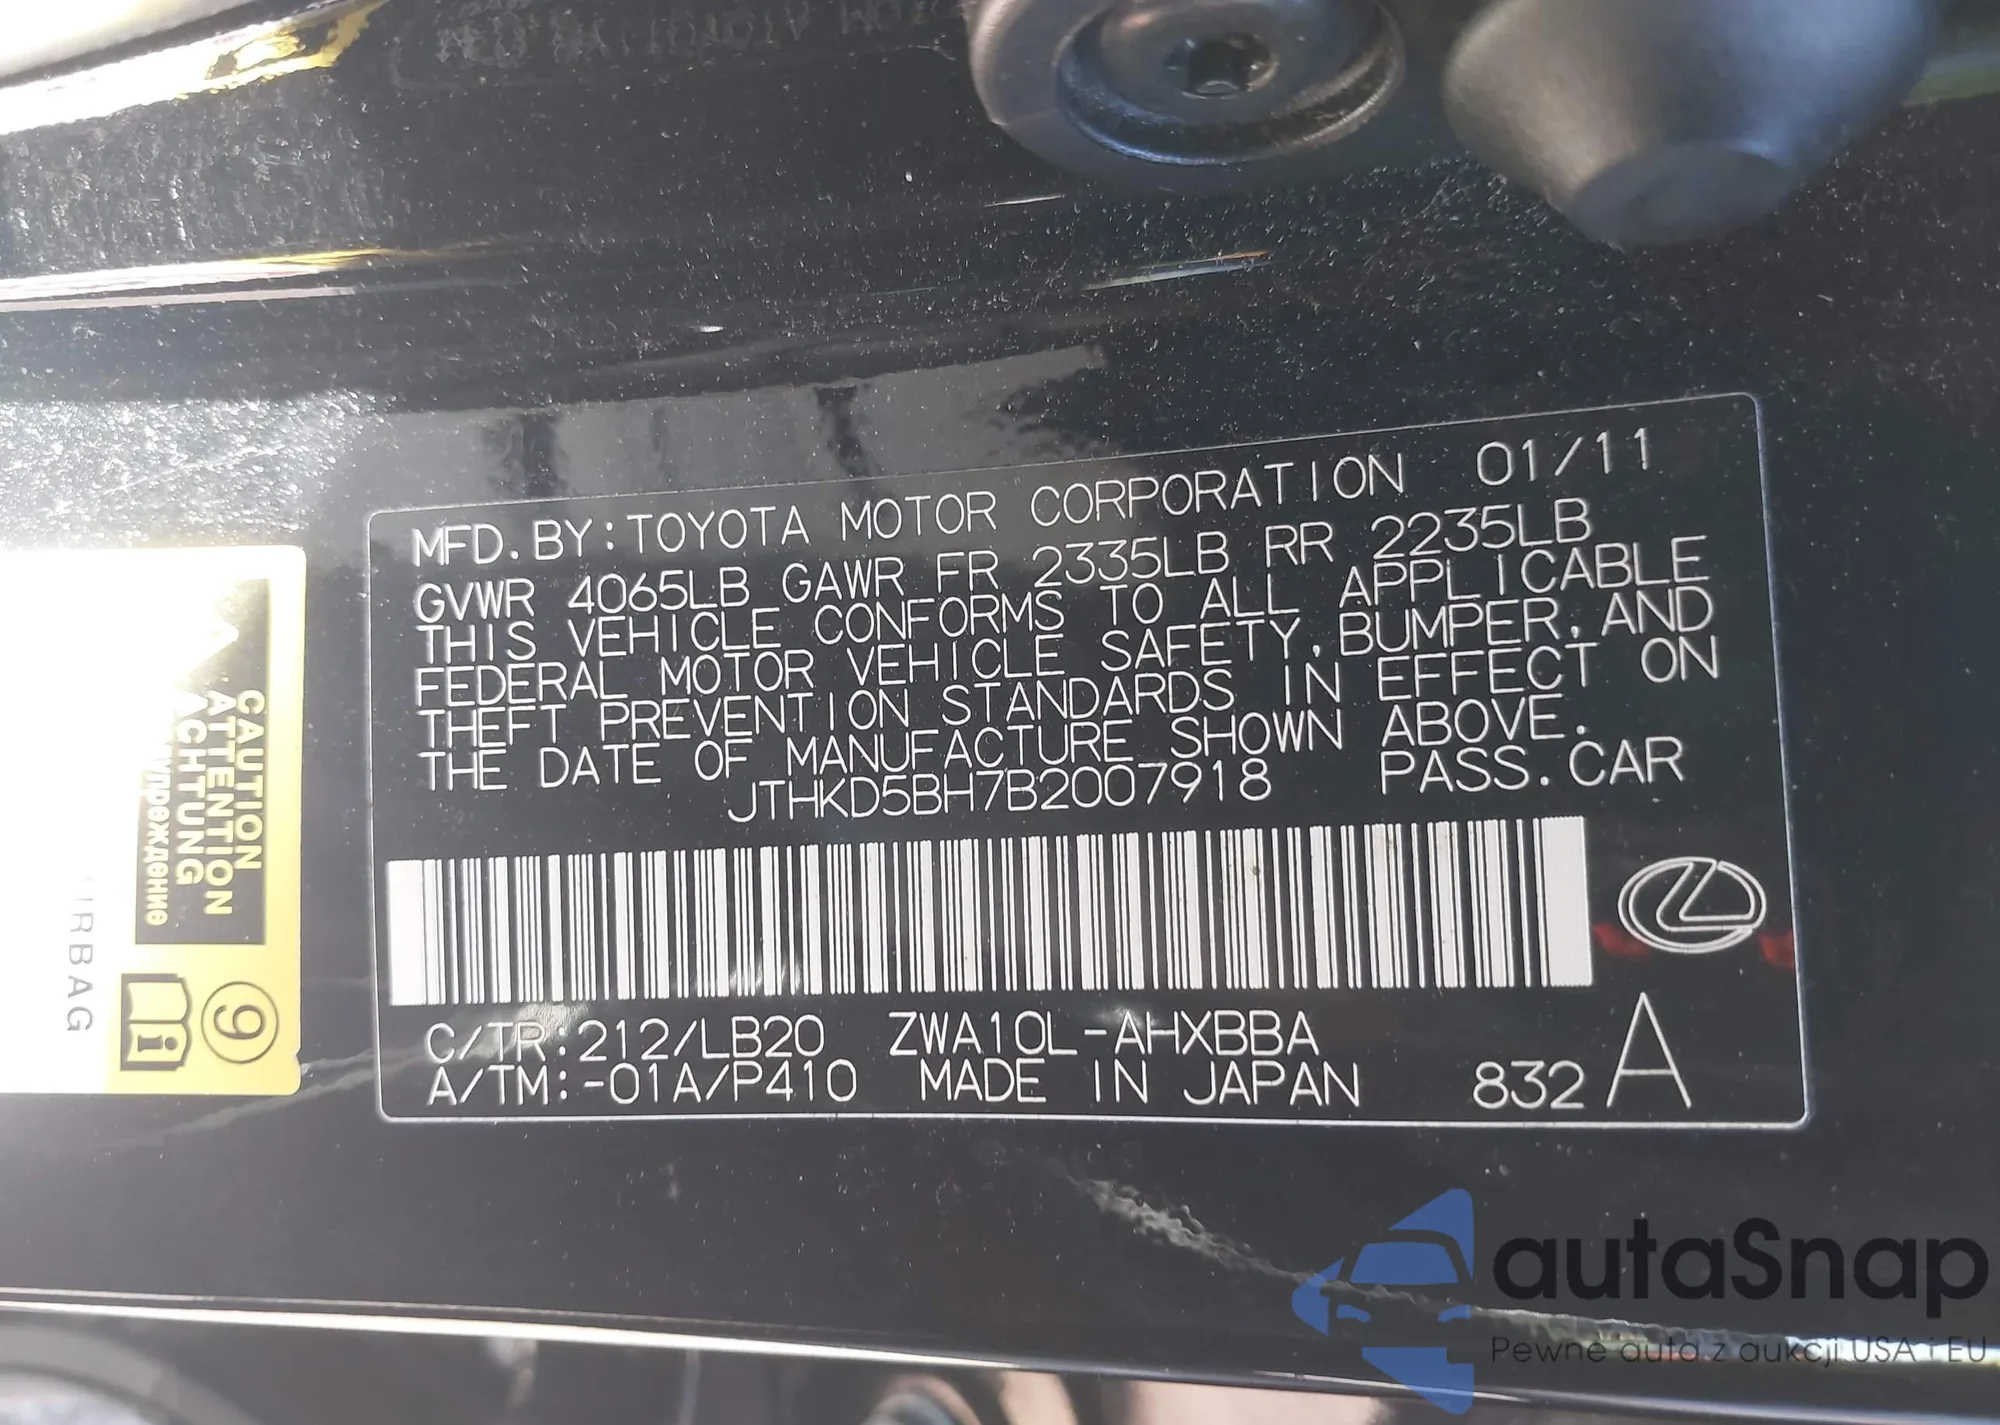 MFD. BY: TOYOTA MOTOR CORPORATION 01/11
GVWR 4065LB GAWR FR 2335LB RR 2235LB
THIS VEHICLE CONFORMS TO ALL APPLICABLE
FEDERAL MOTOR VEHICLE SAFETY, BUMPER, AND
THEFT PREVENTION STANDARDS IN EFFECT ON
THE DATE OF MANUFACTURE SHOWN ABOVE.
JTHKD5BH7B2007918 PASS. CAR
C/TR: 212/LB20 ZWA10L-AHXBBA
A/TM: -01A/P410 MADE IN JAPAN 832 A
CAUTION
ATTENTION
ACHTUNG
9
i
autaSnap
Pewne auta z aukcji USA i EU